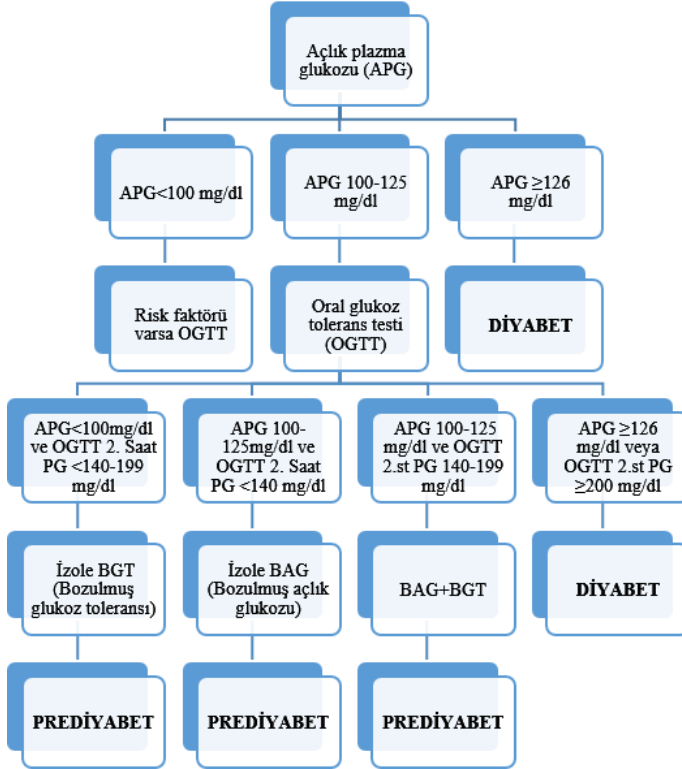 Açlık plazma
glukozu (APG)
APG<100 mg/dl
APG 100-125
mg/dl
APG ≥126
mg/dl
Risk faktörü
varsa OGTT
Oral glukoz
tolerans testi
(OGTT)
DİYABET
APG<100mg/dl
ve OGTT 2. Saat
PG <140-199
mg/dl
APG 100-
125mg/dl ve
OGTT 2. Saat
PG <140 mg/dl
APG 100-125
mg/dl ve OGTT
2.st PG 140-199
mg/dl
APG ≥126
mg/dl veya
OGTT 2.st PG
≥200 mg/dl
İzole BGT
(Bozulmuş
glukoz toleransı)
İzole BAG
(Bozulmuş açlık
glukozu)
BAG+BGT
DİYABET
PREDİYABET
PREDİYABET
PREDİYABET